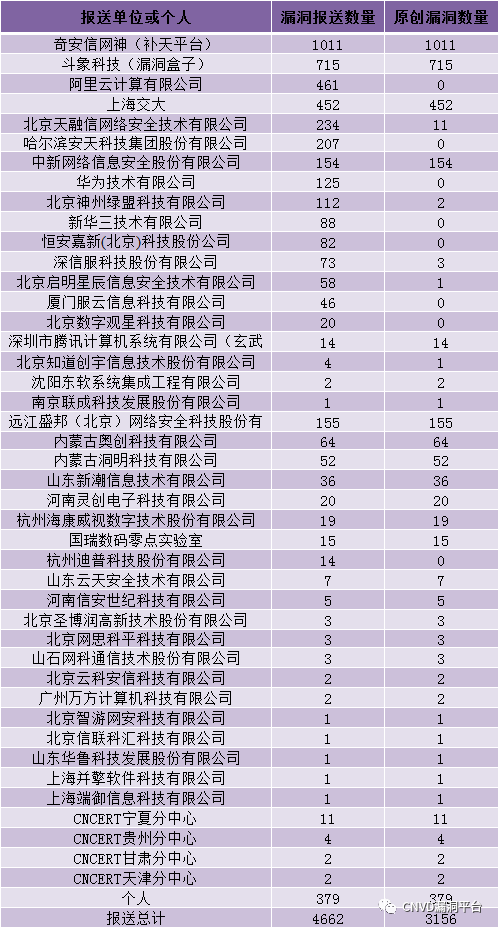 报送单位或个人 漏洞报送数量 原创漏洞数量
奇安信网神（补天平台） 1011 1011
斗象科技（漏洞盒子） 715 715
阿里云计算有限公司 461 0
上海交大 452 452
北京天融信网络安全技术有限公司 234 11
哈尔滨安天科技集团股份有限公司 207 0
中新网络信息安全股份有限公司 154 154
华为技术有限公司 125 0
北京神州绿盟科技有限公司 112 2
新华三技术有限公司 88 0
恒安嘉新(北京)科技股份公司 82 0
深信服科技股份有限公司 73 3
北京启明星辰信息安全技术有限公司 58 1
厦门服云信息科技有限公司 46 0
北京数字观星科技有限公司 20 0
深圳市腾讯计算机系统有限公司（玄武 14 14
北京知道创宇信息技术股份有限公司 4 1
沈阳东软系统集成工程有限公司 2 2
南京联成科技发展股份有限公司 1 1
远江盛邦（北京）网络安全科技股份有 155 155
内蒙古奥创科技有限公司 64 64
内蒙古洞明科技有限公司 52 52
山东新潮信息技术有限公司 36 36
河南灵创电子科技有限公司 20 20
杭州海康威视数字技术股份有限公司 19 19
国瑞数码零点实验室 15 15
杭州迪普科技股份有限公司 14 0
山东云天安全技术有限公司 7 7
河南信安世纪科技有限公司 5 5
北京圣博润高新技术股份有限公司 3 3
北京网思科平科技有限公司 3 3
山石网科通信技术股份有限公司 3 3
北京云科安信科技有限公司 2 2
广州万方计算机科技有限公司 2 2
北京智游网安科技有限公司 1 1
北京信联科汇科技有限公司 1 1
山东华鲁科技发展股份有限公司 1 1
上海并擎软件科技有限公司 1 1
上海端御信息科技有限公司 1 1
CNCERT宁夏分中心 11 11
CNCERT贵州分中心 4 4
CNCERT甘肃分中心 2 2
CNCERT天津分中心 2 2
个人 379 379
CNVD漏洞平台
报送总计 4662 3156